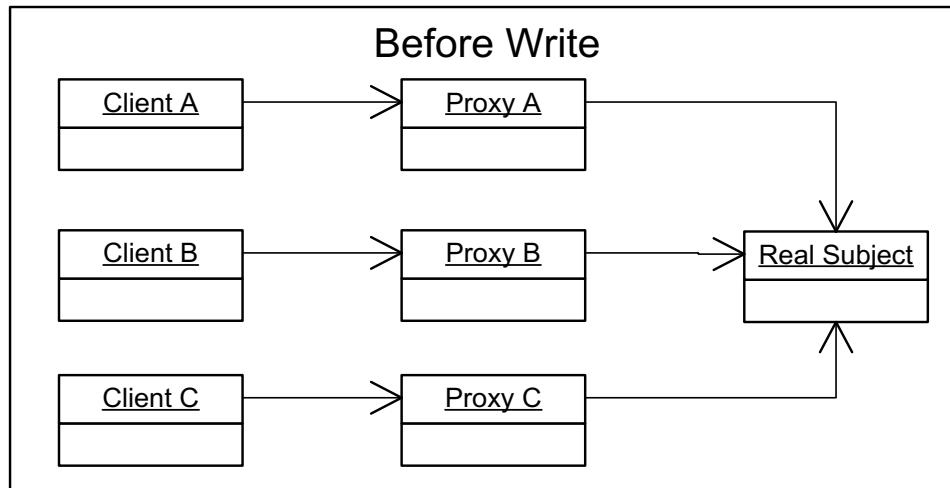 Before Write
Client A
Proxy A
Client B
Proxy B
Real Subject
Client C
Proxy C